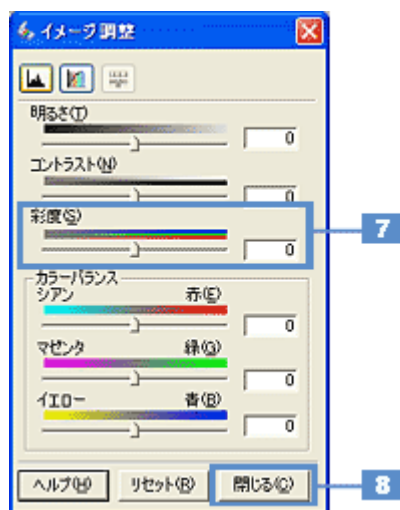 イメージ調整
明るさ(T)
0
コントラスト(N)
0
彩度(S)
0
7
カラーバランス
シアン 赤(E)
0
マゼンタ 緑(G)
0
イエロー 青(B)
0
ヘルプ(H) リセット(R) 閉じる(C)
8